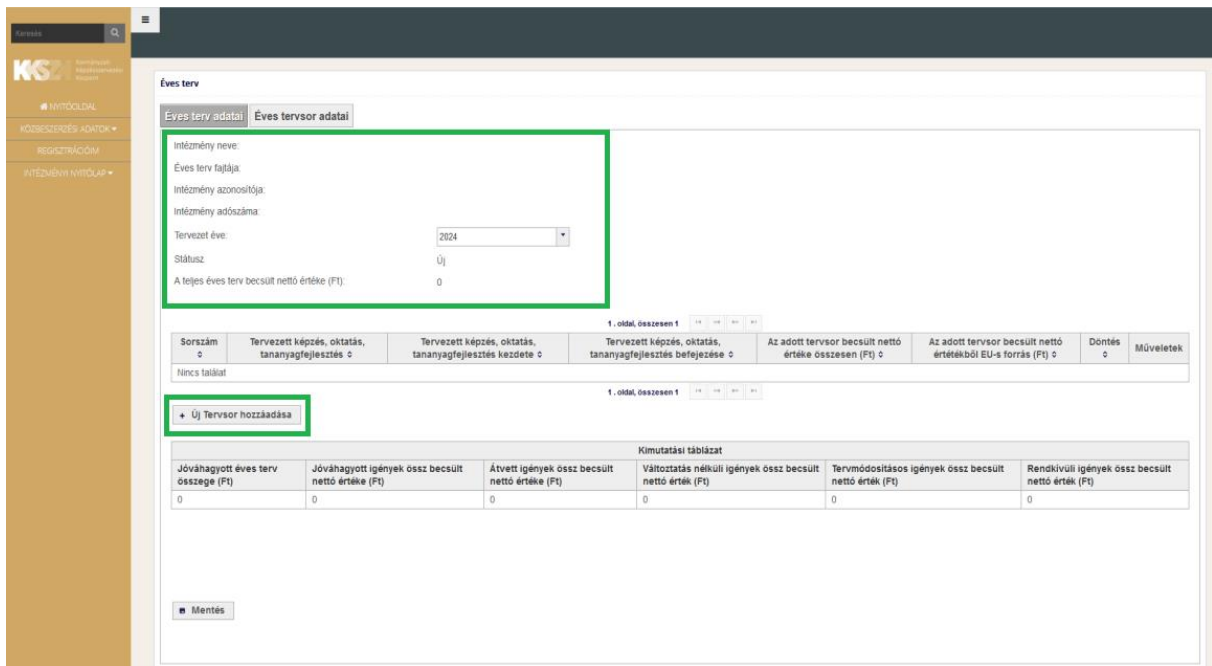 Keresés
KKSZ
NYITÓOLDAL
KÖZBESZERZÉSI ADATOK
REGISZTRÁCIÓIM
INTÉZMÉNYI NYITÓLAP
Éves terv
Éves terv adatai Éves tervsor adatai
Intézmény neve:
Éves terv fajtája:
Intézmény azonosítója:
Intézmény adószáma:
Tervezet éve: 2024
Státusz Új
A teljes éves terv becsült nettó értéke (Ft): 0
1. oldal, összesen 1
Sorszám Tervezett képzés, oktatás, Tervezett képzés, oktatás, Tervezett képzés, oktatás, Az adott tervsor becsült nettó Az adott tervsor becsült nettó Döntés Műveletek
tananyagfejlesztés tananyagfejlesztés kezdete tananyagfejlesztés befejezése értéke összesen (Ft) értétékből EU-s forrás (Ft)
Nincs találat
1. oldal, összesen 1
+ Új Tervsor hozzáadása
Kimutatási táblázat
Jóváhagyott éves terv Jóváhagyott igények össz becsült Átvett igények össz becsült Változtatás nélküli igények össz becsült Tervmódosításos igények össz becsült Rendkívüli igények össz becsült
összege (Ft) nettó értéke (Ft) nettó értéke (Ft) nettó érték (Ft) nettó érték (Ft) nettó érték (Ft)
0 0 0 0 0 0
Mentés